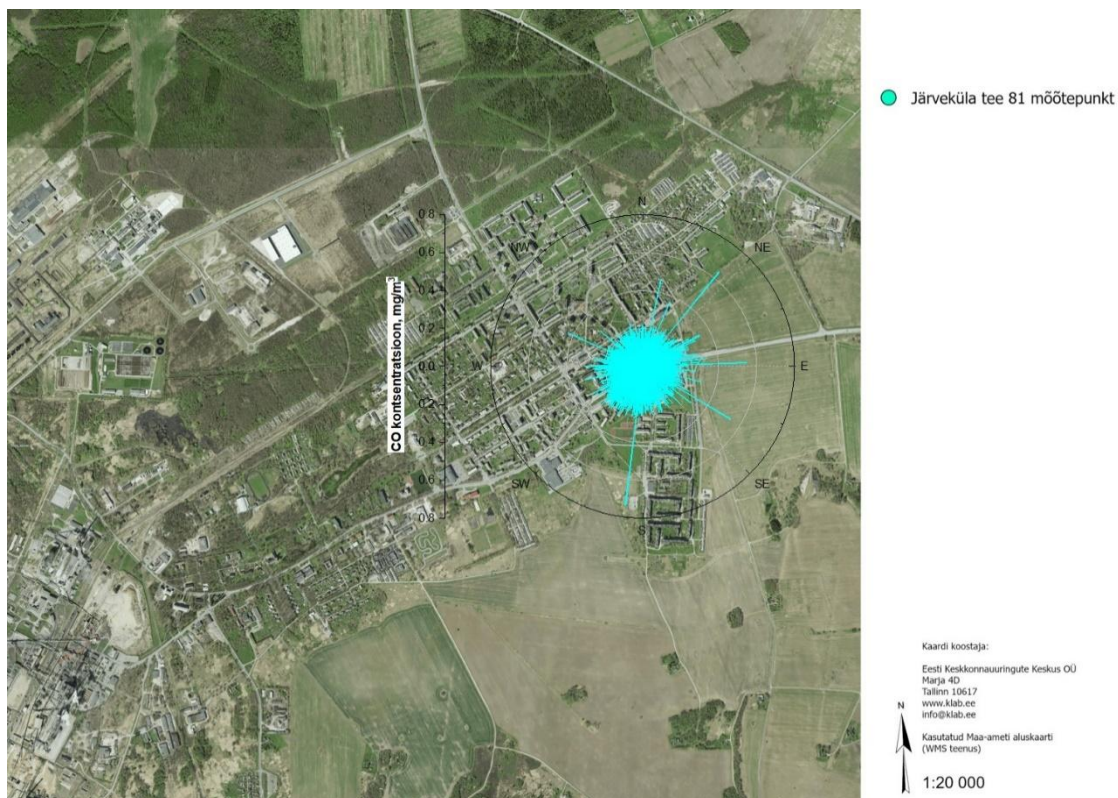 Järveküla tee 81 mõõtepunkt
N
NW
NE
0.8
0.6
0.4
0.2
0.0
0.2
0.4
0.6
0.8
CO kontsentratsioon, mg/m³
W
E
SW
SE
S
Kaardi koostaja:
Eesti Keskkonnauuringute Keskus OÜ
Marja 4D
Tallinn 10617
www.klab.ee
info@klab.ee
Kasutatud Maa-ameti aluskaarti
(WMS teenus)
N
1:20 000